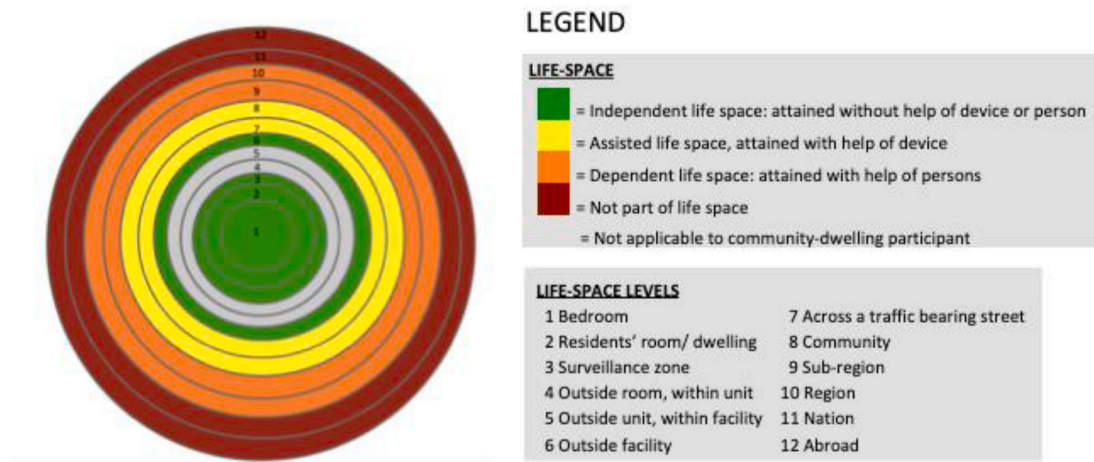 12
11
10
9
8
7
6
5
4
3
2
1
LEGEND
LIFE-SPACE
= Independent life space: attained without help of device or person
= Assisted life space, attained with help of device
= Dependent life space: attained with help of persons
= Not part of life space
= Not applicable to community-dwelling participant
LIFE-SPACE LEVELS
1 Bedroom
2 Residents' room/ dwelling
3 Surveillance zone
4 Outside room, within unit
5 Outside unit, within facility
6 Outside facility
7 Across a traffic bearing street
8 Community
9 Sub-region
10 Region
11 Nation
12 Abroad